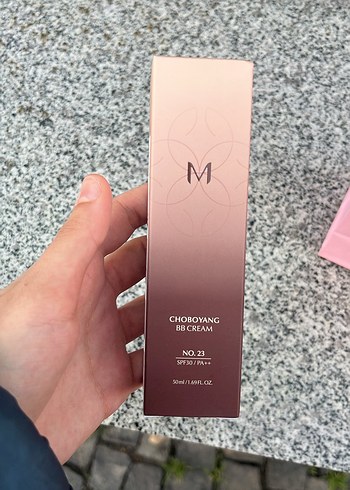 M
CHOBOYANG
BB CREAM
NO. 23
SPF30 / PA++
50ml / 1.69FL.OZ.